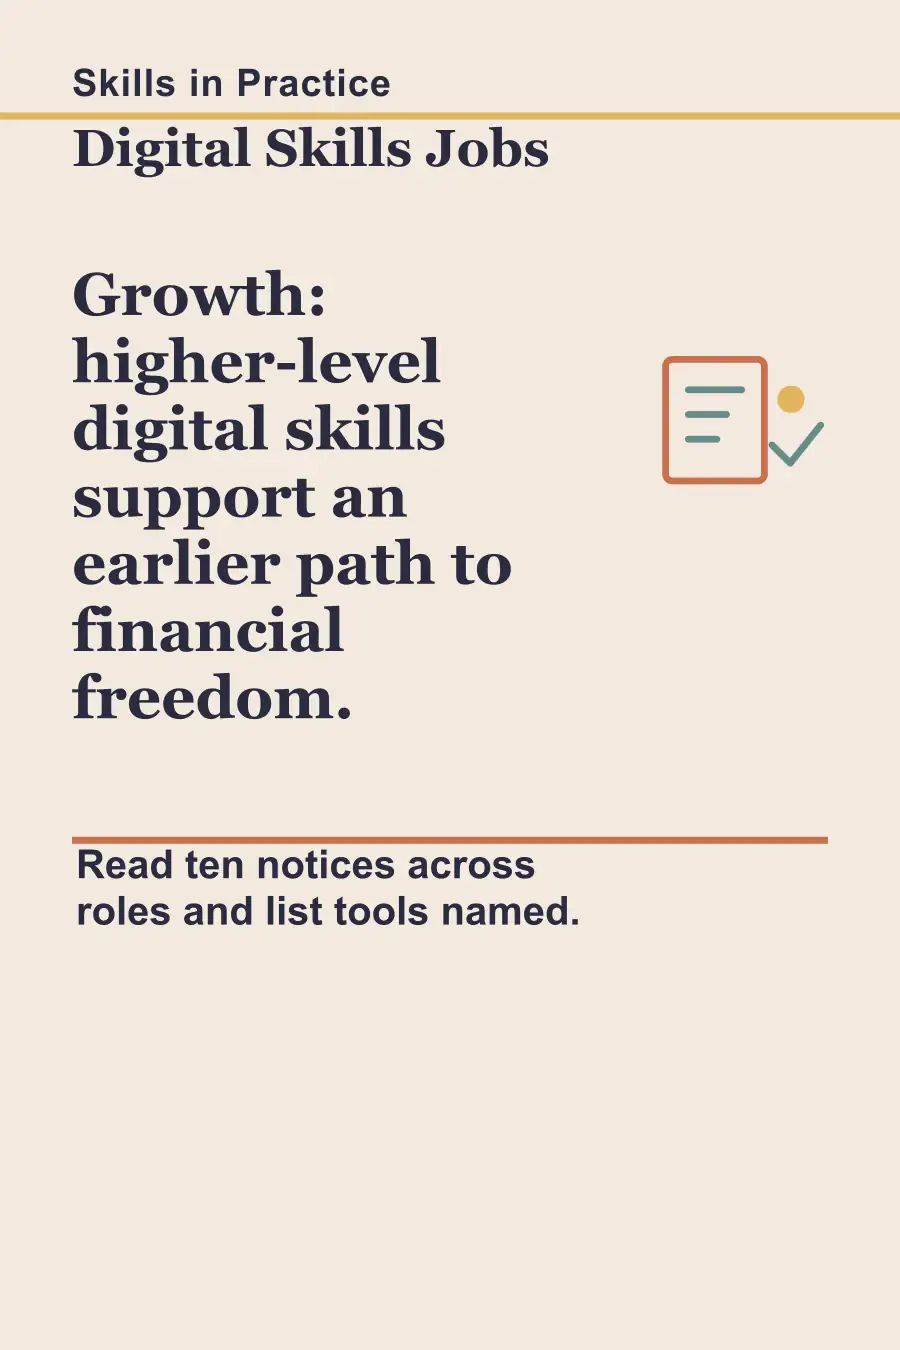 Skills in Practice
Digital Skills Jobs
Growth:
higher-level
digital skills
support an
earlier path to
financial
freedom.
Read ten notices across
roles and list tools named.